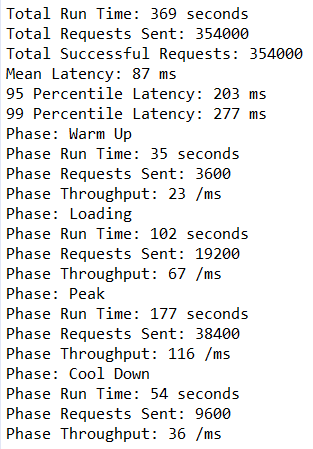 Total Run Time: 369 seconds
Total Requests Sent: 354000
Total Successful Requests: 354000
Mean Latency: 87 ms
95 Percentile Latency: 203 ms
99 Percentile Latency: 277 ms
Phase: Warm Up
Phase Run Time: 35 seconds
Phase Requests Sent: 3600
Phase Throughput: 23 /ms
Phase: Loading
Phase Run Time: 102 seconds
Phase Requests Sent: 19200
Phase Throughput: 67 /ms
Phase: Peak
Phase Run Time: 177 seconds
Phase Requests Sent: 38400
Phase Throughput: 116 /ms
Phase: Cool Down
Phase Run Time: 54 seconds
Phase Requests Sent: 9600
Phase Throughput: 36 /ms